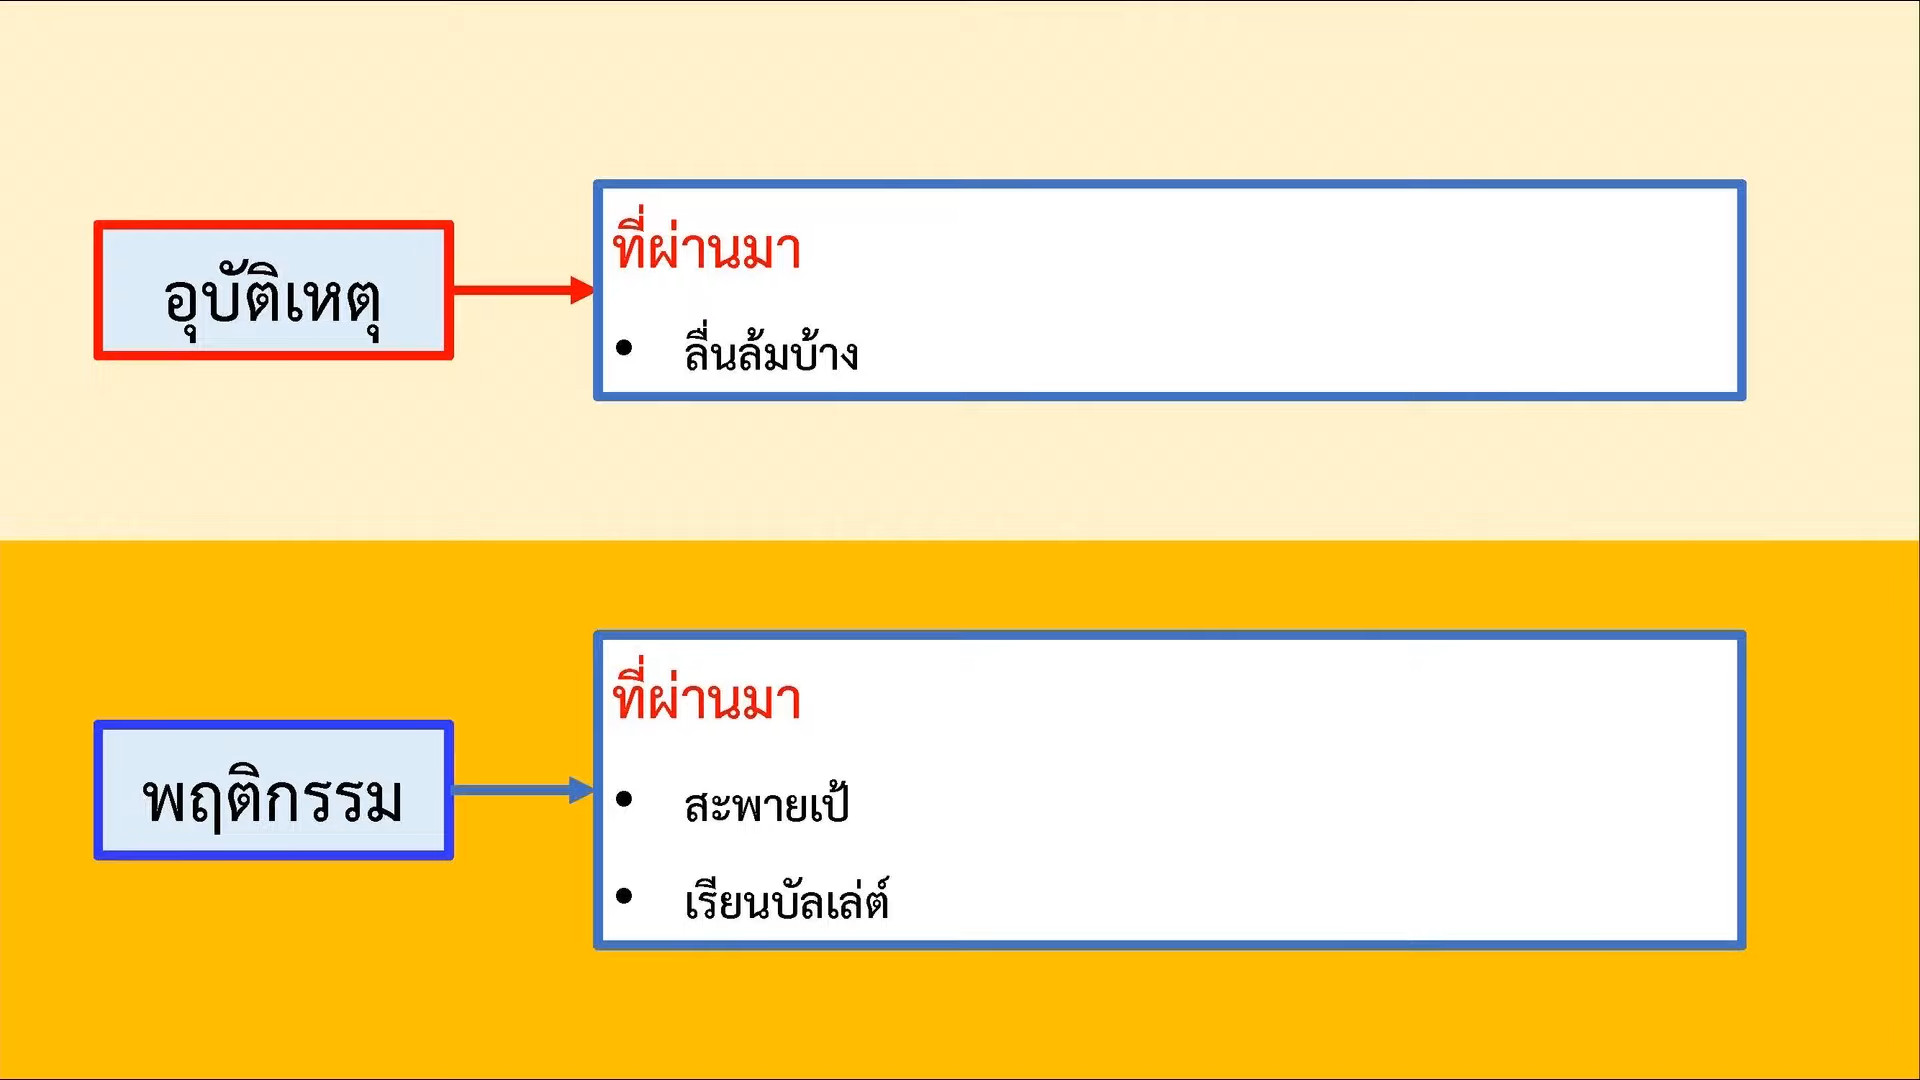 อุบัติเหตุ
ที่ผ่านมา
• ลื่นล้มบ้าง
พฤติกรรม
ที่ผ่านมา
• สะพายเป้
• เรียนบัลเล่ต์